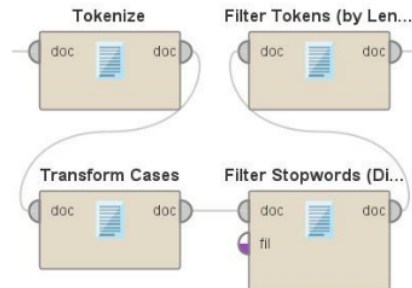 Tokenize
doc doc
Filter Tokens (by Len...
doc doc
Transform Cases
doc doc
Filter Stopwords (Di...
doc doc
fil